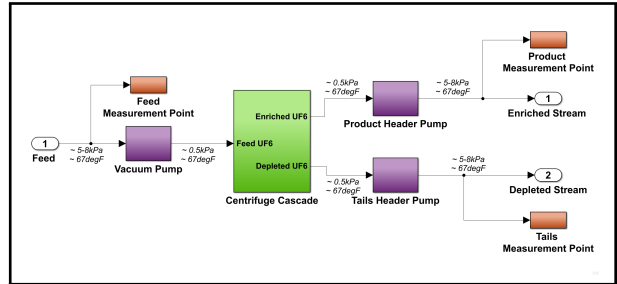 Product
Measurement Point
~ 0.5kPa
~ 67degF
~ 5-8kPa
~ 67degF
1
Enriched Stream
Feed
Measurement Point
Enriched UF6
Product Header Pump
1
Feed
~ 5-8kPa
~ 67degF
Vacuum Pump
~ 0.5kPa
~ 67degF
Feed UF6
Depleted UF6
Centrifuge Cascade
~ 0.5kPa
~ 67degF
Tails Header Pump
~ 5-8kPa
~ 67degF
2
Depleted Stream
Tails
Measurement Point